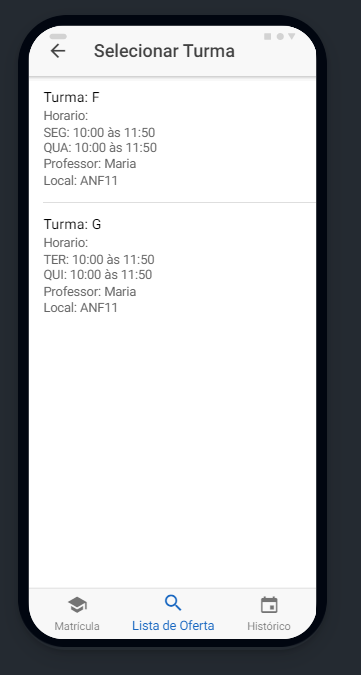 Selecionar Turma
Turma: F
Horario:
SEG: 10:00 às 11:50
QUA: 10:00 às 11:50
Professor: Maria
Local: ANF11
Turma: G
Horario:
TER: 10:00 às 11:50
QUI: 10:00 às 11:50
Professor: Maria
Local: ANF11
Matrícula
Lista de Oferta
Histórico